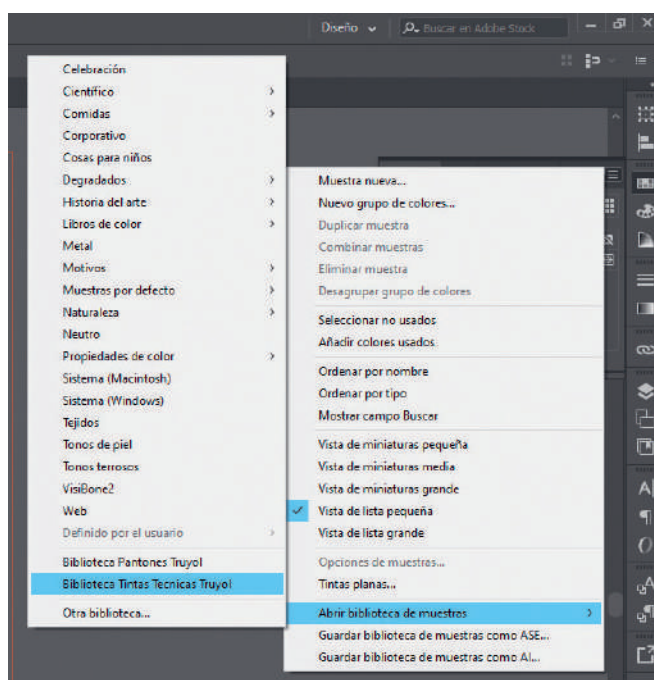 Diseño
Buscar en Adobe Stock
Celebración
Científico
Comidas
Corporativo
Cosas para niños
Degradados
Historia del arte
Libros de color
Metal
Motivos
Muestras por defecto
Naturaleza
Neutro
Propiedades de color
Sistema (Macintosh)
Sistema (Windows)
Tejidos
Tonos de piel
Tonos terrosos
VisiBone2
Web
Definido por el usuario
Biblioteca Pantones Truyol
Biblioteca Tintas Tecnicas Truyol
Otra biblioteca...
Muestra nueva...
Nuevo grupo de colores...
Duplicar muestra
Combinar muestras
Eliminar muestra
Desagrupar grupo de colores
Seleccionar no usados
Añadir colores usados
Ordenar por nombre
Ordenar por tipo
Mostrar campo Buscar
Vista de miniaturas pequeña
Vista de miniaturas media
Vista de miniaturas grande
Vista de lista pequeña
Vista de lista grande
Opciones de muestras...
Tintas planas...
Abrir biblioteca de muestras
Guardar biblioteca de muestras como ASE...
Guardar biblioteca de muestras como AI...